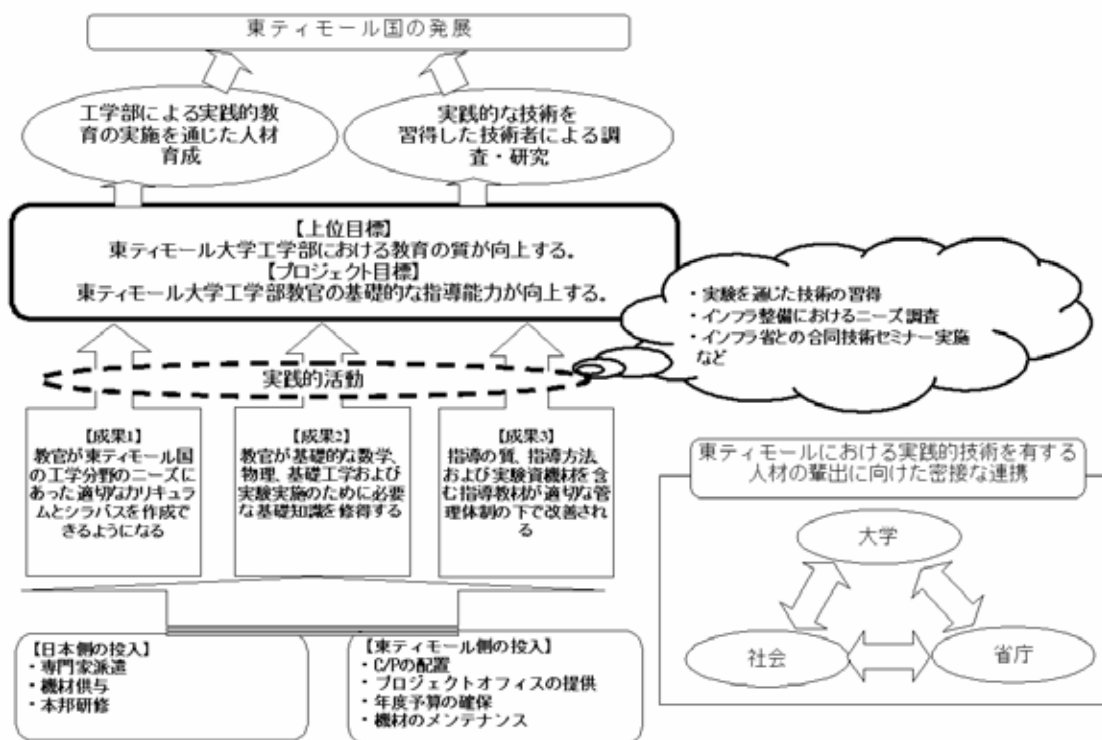 東ティモール国の発展
工学部による実践的教
育の実施を通じた人材
育成
実践的な技術を
習得した技術者による調
査・研究
【上位目標】
東ティモール大学工学部における教育の質が向上する。
【プロジェクト目標】
東ティモール大学工学部教官の基礎的な指導能力が向上する。
・実験を通じた技術の習得
・インフラ整備におけるニーズ調査
・インフラ省との合同技術セミナー実施
など
実践的活動
【成果1】
教官が東ティモール国
の工学分野のニーズに
あった適切なカリキュラ
ムとシラバスを作成で
きるようになる
【成果2】
教官が基礎的な数学、
物理、基礎工学および
実験実施のために必要
な基礎知識を修得する
【成果3】
指導の質、指導方法、
および実験資機材を含
む指導教材が適切な管
理体制の下で改善され
る
東ティモールにおける実践的技術を有する
人材の輩出に向けた密接な連携
大学
社会
省庁
【日本側の投入】
・専門家派遣
・機材供与
・本邦研修
【東ティモール側の投入】
・C/Pの配置
・プロジェクトオフィスの提供
・年度予算の確保
・機材のメンテナンス